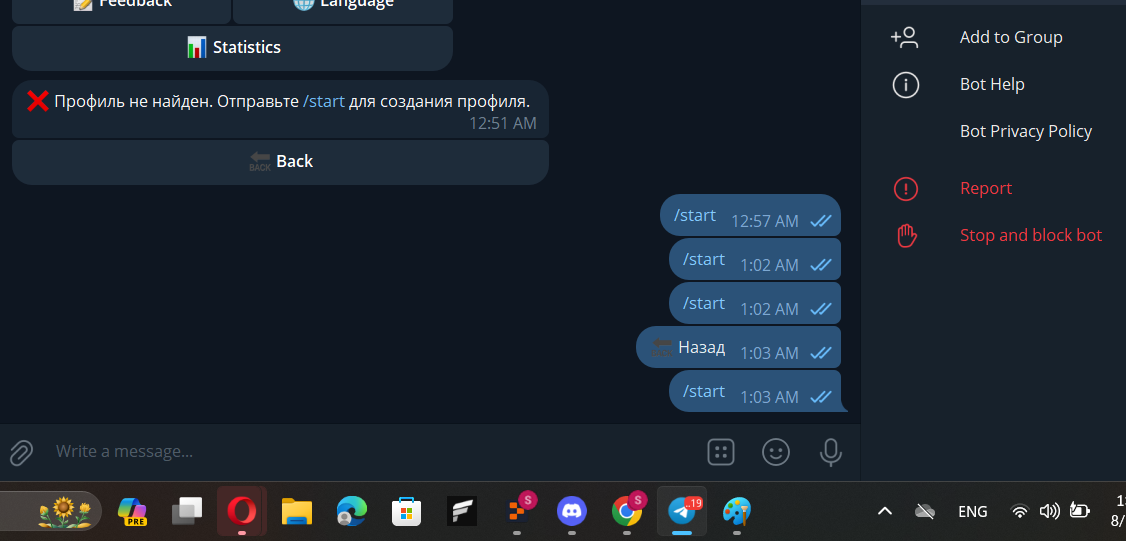 Feedback
Language
Statistics
Профиль не найден. Отправьте /start для создания профиля.
12:51 AM
BACK Back
/start 12:57 AM
/start 1:02 AM
/start 1:02 AM
Назад 1:03 AM
/start 1:03 AM
Write a message...
Add to Group
Bot Help
Bot Privacy Policy
Report
Stop and block bot
PRE
S
S
19
ENG